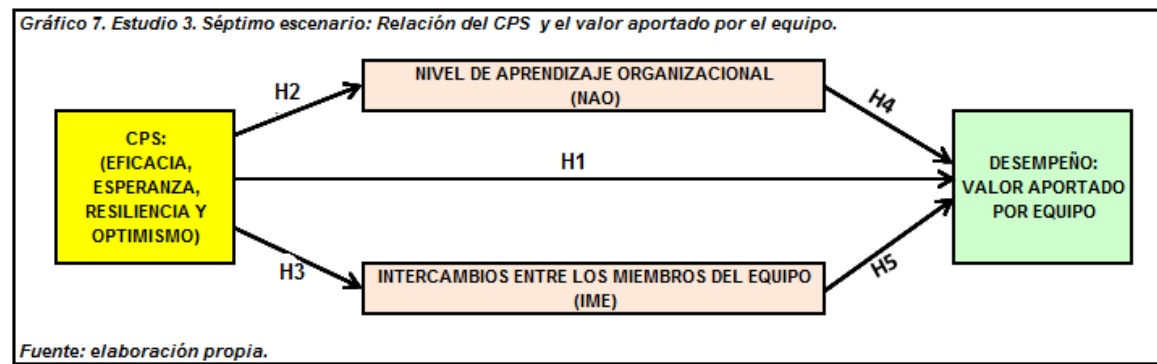 Gráfico 7. Estudio 3. Séptimo escenario: Relación del CPS y el valor aportado por el equipo.
NIVEL DE APRENDIZAJE ORGANIZACIONAL
(NAO)
H2
H4
CPS:
(EFICACIA,
ESPERANZA,
RESILIENCIA Y
OPTIMISMO)
H1
DESEMPEÑO:
VALOR APORTADO
POR EQUIPO
H3
H5
INTERCAMBIOS ENTRE LOS MIEMBROS DEL EQUIPO
(IME)
Fuente: elaboración propia.